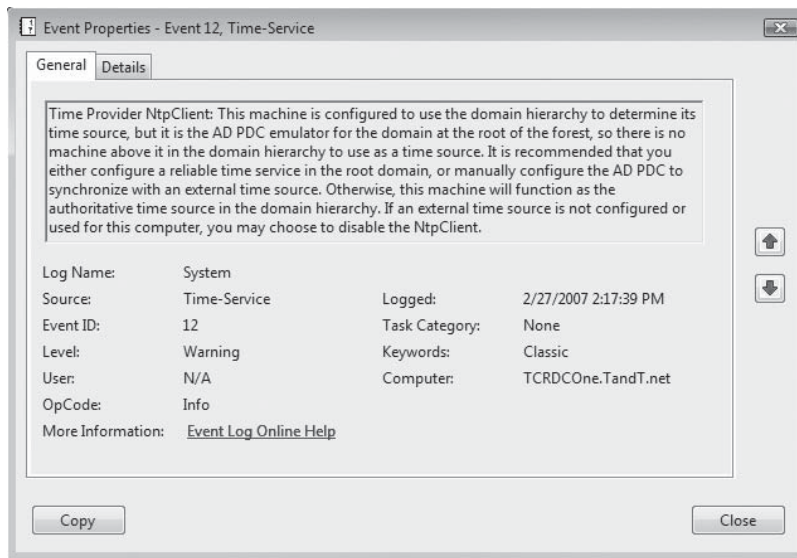 Event Properties - Event 12, Time-Service
General Details
Time Provider NtpClient: This machine is configured to use the domain hierarchy to determine its
time source, but it is the AD PDC emulator for the domain at the root of the forest, so there is no
machine above it in the domain hierarchy to use as a time source. It is recommended that you
either configure a reliable time service in the root domain, or manually configure the AD PDC to
synchronize with an external time source. Otherwise, this machine will function as the
authoritative time source in the domain hierarchy. If an external time source is not configured or
used for this computer, you may choose to disable the NtpClient.
Log Name: System
Source: Time-Service Logged: 2/27/2007 2:17:39 PM
Event ID: 12 Task Category: None
Level: Warning Keywords: Classic
User: N/A Computer: TCRDCOne.TandT.net
OpCode: Info
More Information: Event Log Online Help
Copy Close